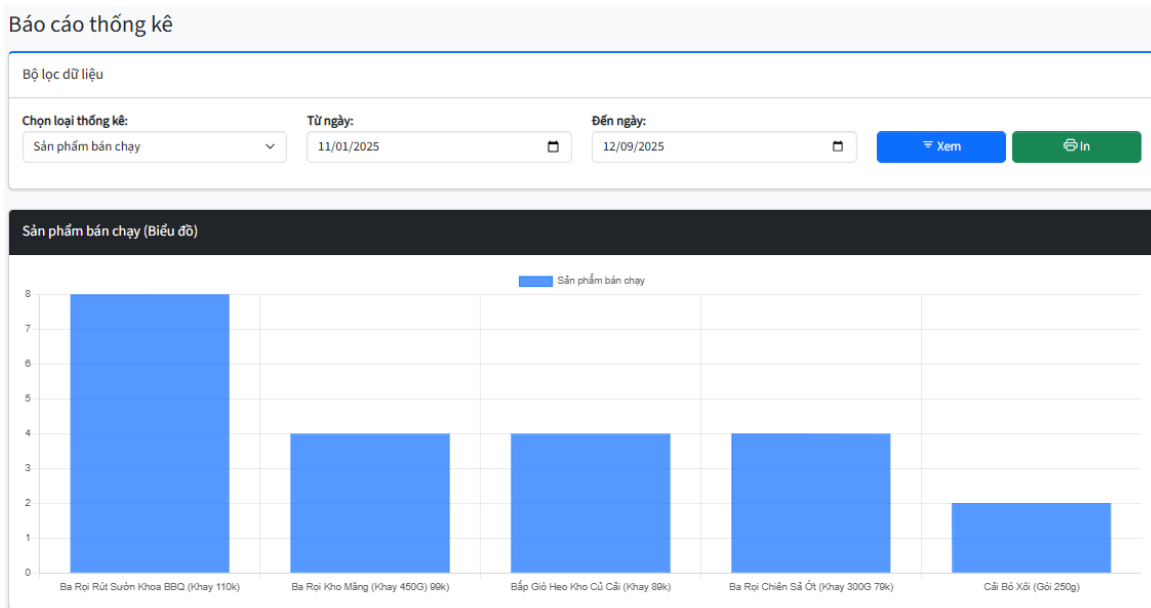 Báo cáo thống kê
Bộ lọc dữ liệu
Chọn loại thống kê:
Từ ngày:
Đến ngày:
Sản phẩm bán chạy
11/01/2025
12/09/2025
Xem
In
Sản phẩm bán chạy (Biểu đồ)
Sản phẩm bán chạy
8
7
6
5
4
3
2
1
0
Ba Rọi Rút Sườn Khoa BBQ (Khay 110k)
Ba Rọi Kho Măng (Khay 450G) 99k)
Bắp Giò Heo Kho Củ Cải (Khay 89k)
Ba Rọi Chiên Sả Ớt (Khay 300G 79k)
Cải Bó Xôi (Gói 250g)